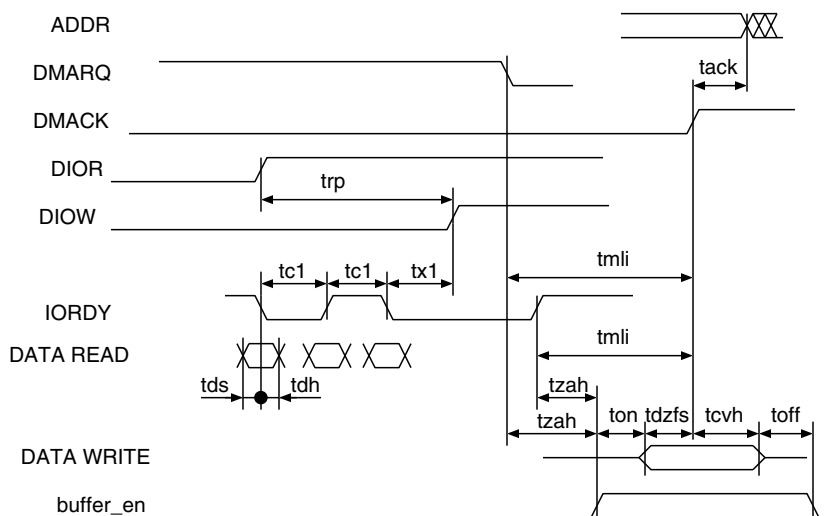 ADDR
DMARQ
tack
DMACK
DIOR
trp
DIOW
tc1 tc1 tx1
tmli
IORDY
tmli
DATA READ
tds tdh
tzah
tzah ton tdzfs tcvh toff
DATA WRITE
buffer_en